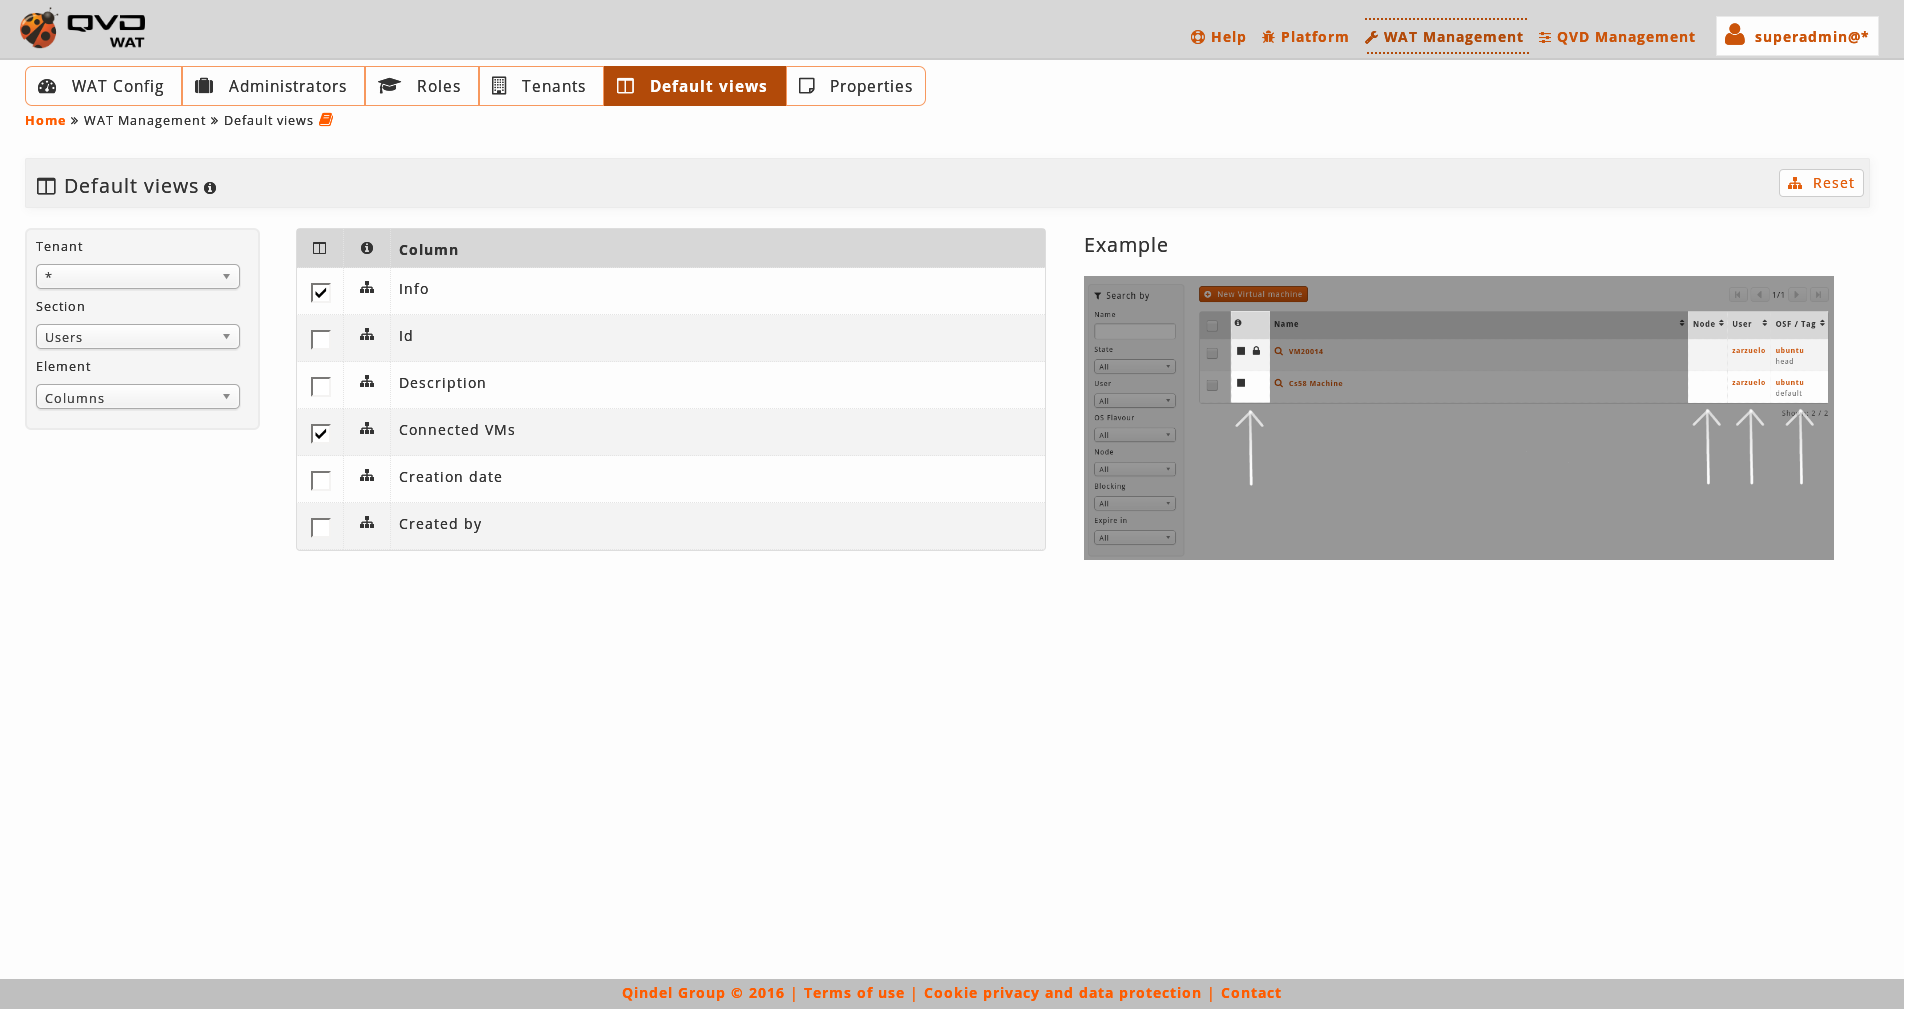 QVD
WAT
Help Platform WAT Management QVD Management superadmin@*
WAT Config Administrators Roles Tenants Default views Properties
Home » WAT Management » Default views
Default views
Reset
Tenant
*
Section
Users
Element
Columns
Column
Info
Id
Description
Connected VMs
Creation date
Created by
Example
Search by
Name
State
All
User
All
OS Flavour
All
Node
All
Blocking
All
Expire in
All
New Virtual machine
1/1
Name Node User OSF / Tag
VM20014 zarzuelo ubuntu
head
Cs58 Machine zarzuelo ubuntu
default
2 / 2
Qindel Group © 2016 | Terms of use | Cookie privacy and data protection | Contact